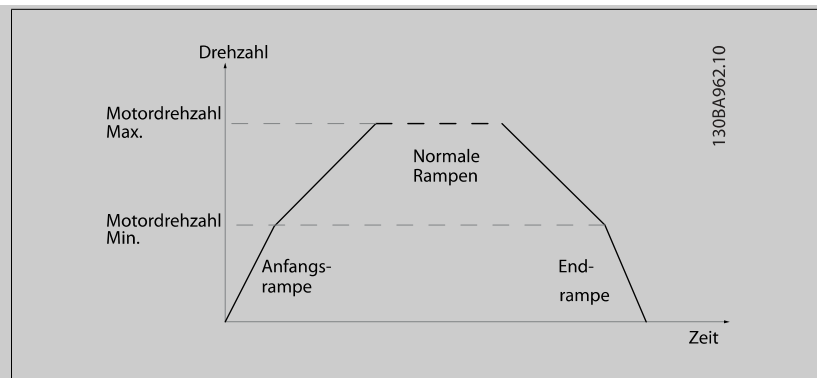 Drehzahl
130BA962.10
Motordrehzahl
Max.
Normale
Rampen
Motordrehzahl
Min.
Anfangs-
rampe
End-
rampe
Zeit